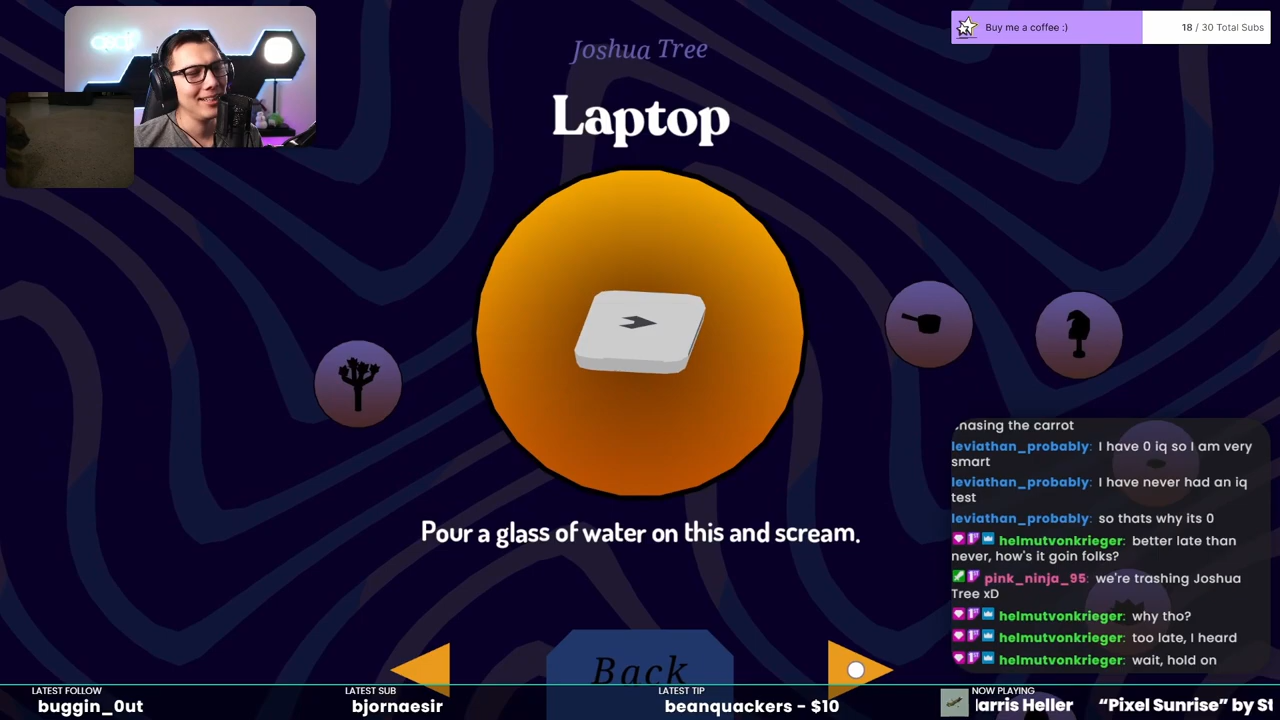 Buy me a coffee :)
18 / 30 Total Subs
Joshua Tree
Laptop
Pour a glass of water on this and scream.
chasing the carrot
leviathan_probably: I have 0 iq so I am very
smart
leviathan_probably: I have never had an iq
test
leviathan_probably: so thats why its 0
helmutvonkrieger: better late than
never, how's it goin folks?
pink_ninja_95: we're trashing Joshua
Tree xD
helmutvonkrieger: why tho?
helmutvonkrieger: too late, I heard
helmutvonkrieger: wait, hold on
Back
LATEST FOLLOW
buggin_0ut
LATEST SUB
bjornaesir
LATEST TIP
beanquackers - $10
NOW PLAYING
arris Heller "Pixel Sunrise" by St